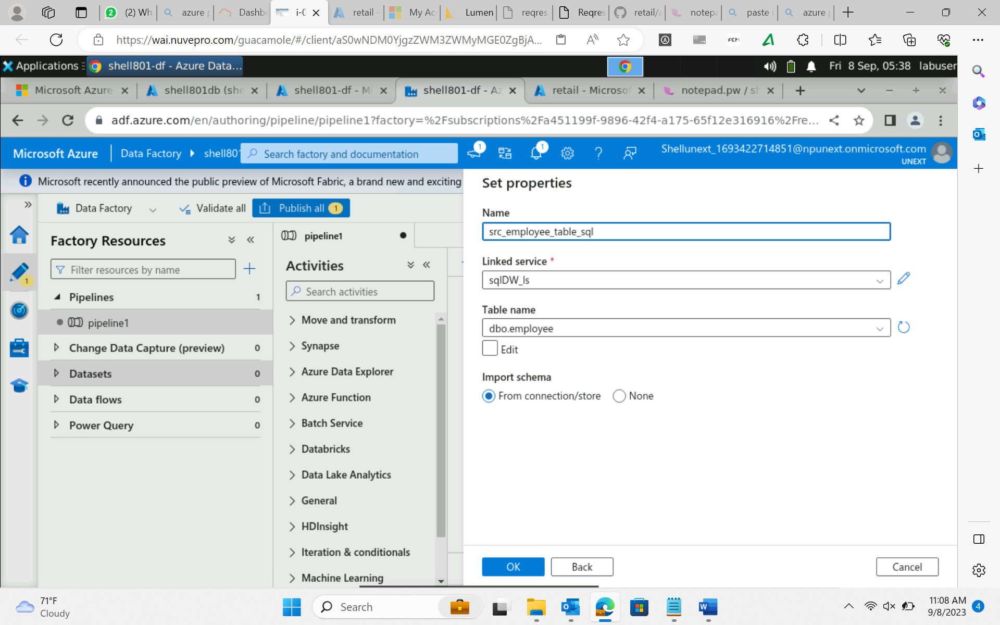 (2) Wh
azure p
Dashb
i-0
retail -
My Ac
Lumen
reqres.
Reqres
retail/a
notepa
paste
azure
https://wai.nuvepro.com/guacamole/#/client/aS0wNDM0YjgzZWM3ZWMyMGE0ZgBjA...
Applications
shell801-df - Azure Data...
Fri 8 Sep, 05:38 labuser
Microsoft Azure
shell801db (she
shell801-df - Mi
shell801-df - Az
retail - Microsof
notepad.pw / sh
adf.azure.com/en/authoring/pipeline/pipeline1?factory=%2Fsubscriptions%2Fa451199f-9896-42f4-a175-65f12e316916%2Fre...
Microsoft Azure
Data Factory
shell801
Search factory and documentation
1
1
Shellunext_1693422714851@npunext.onmicrosoft.com
UNEXT
Microsoft recently announced the public preview of Microsoft Fabric, a brand new and exciting
Data Factory
Validate all
Publish all 1
Factory Resources
Filter resources by name
1
Pipelines 1
pipeline1
Change Data Capture (preview) 0
Datasets 0
Data flows 0
Power Query 0
pipeline1
Activities
Search activities
Move and transform
Synapse
Azure Data Explorer
Azure Function
Batch Service
Databricks
Data Lake Analytics
General
HDInsight
Iteration & conditionals
Machine Learning
Set properties
Name
src_employee_table_sql
Linked service *
sqlDW_ls
Table name
dbo.employee
Edit
Import schema
From connection/store
None
OK
Back
Cancel
71°F
Cloudy
Search
11:08 AM
9/8/2023
4